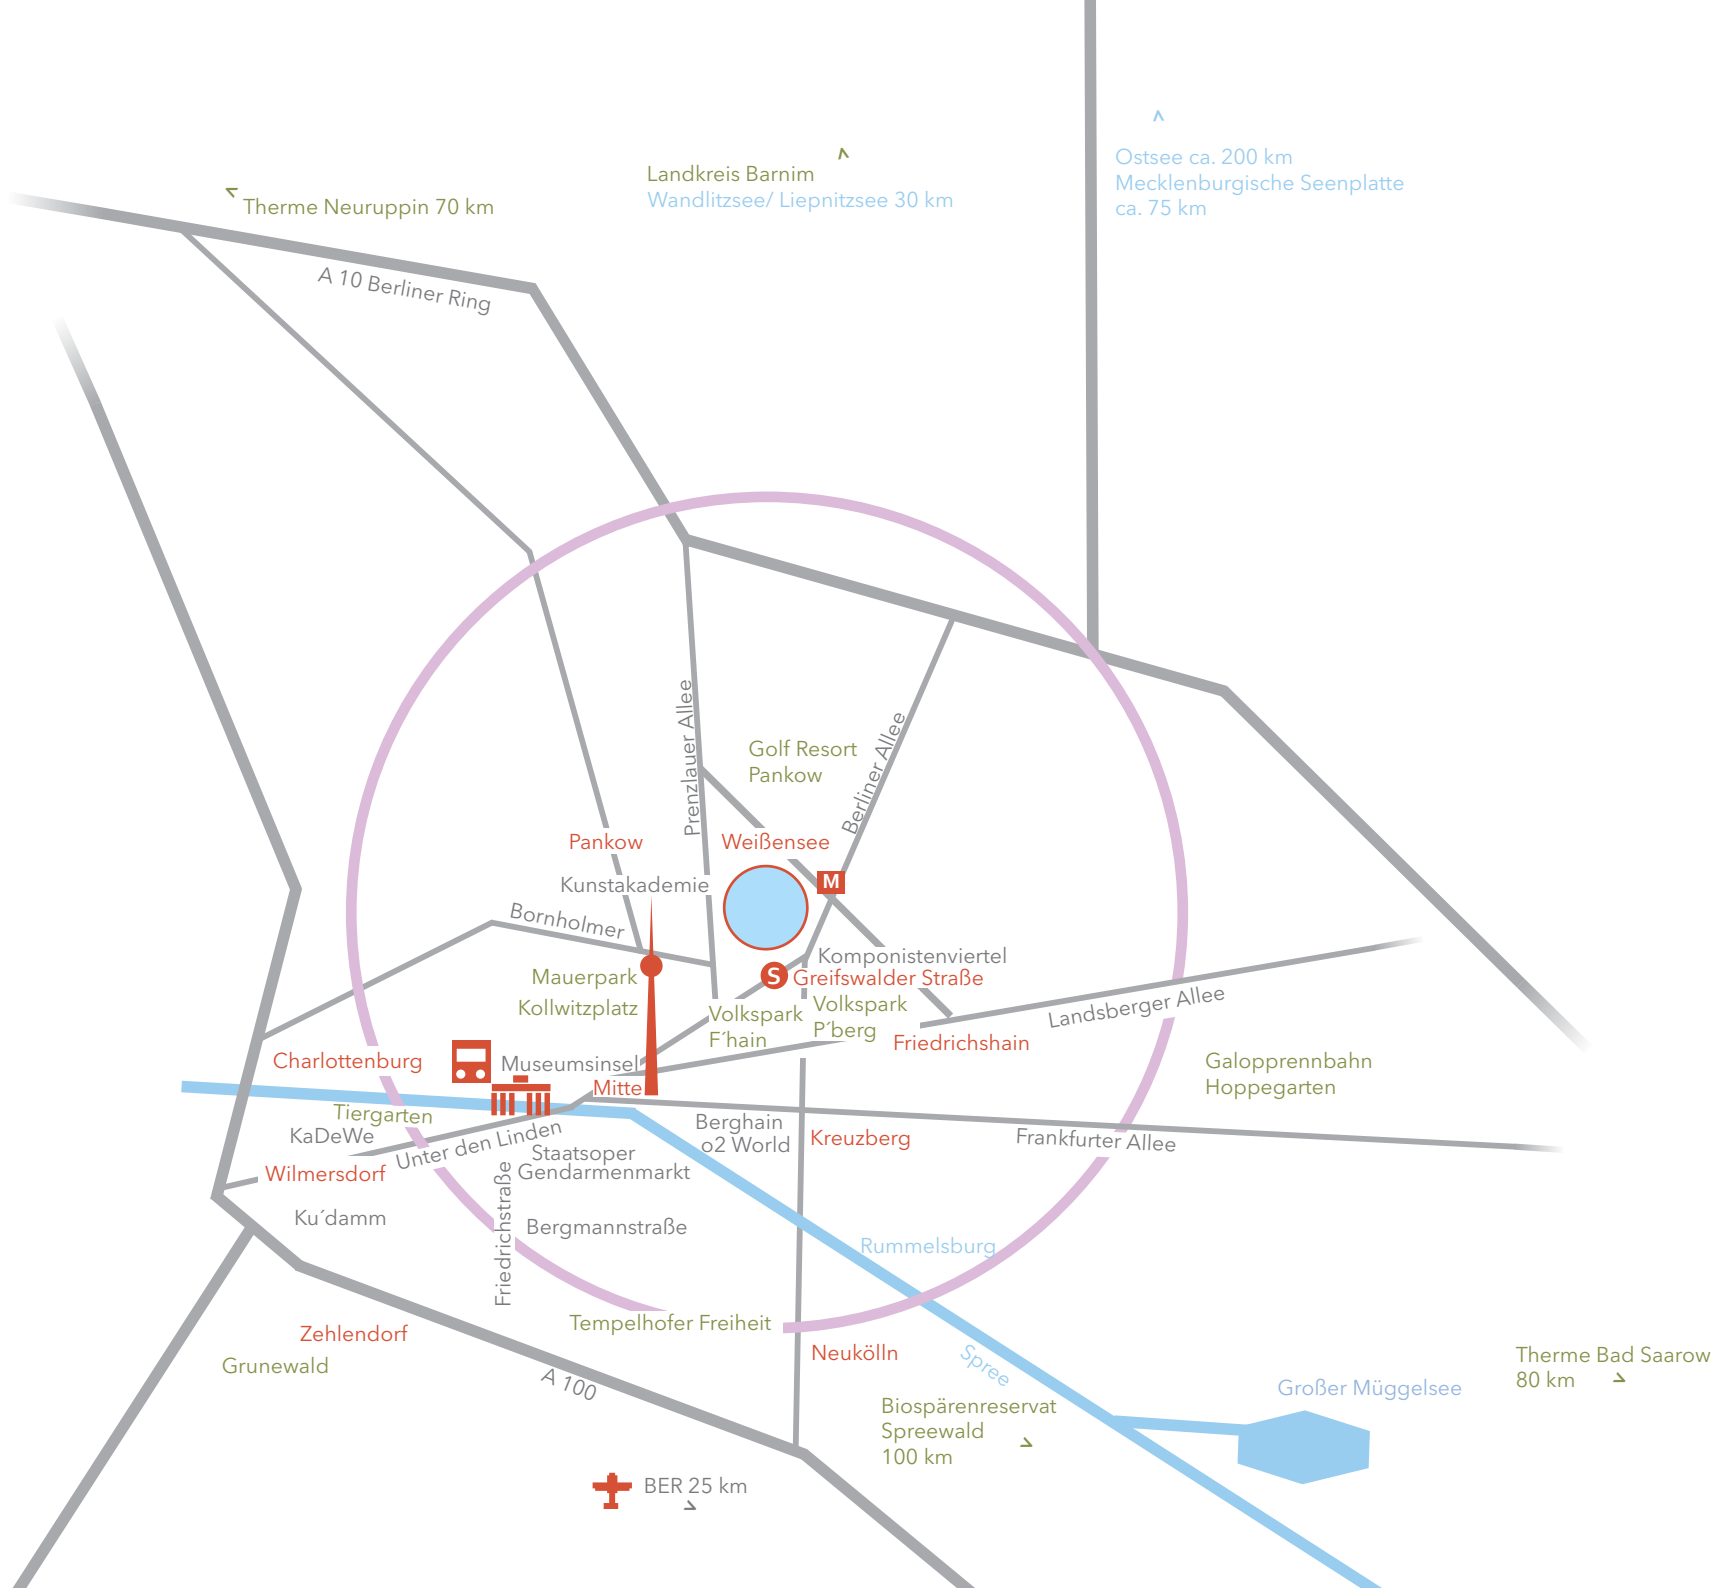 Ostsee ca. 200 km
Mecklenburgische Seenplatte
ca. 75 km
Landkreis Barnim
Wandlitzsee/ Liepnitzsee 30 km
Therme Neuruppin 70 km
A 10 Berliner Ring
Prenzlauer Allee
Berliner Allee
Golf Resort
Pankow
Pankow
Weißensee
Kunstakademie
M
Bornholmer
Komponistenviertel
Mauerpark
S
Greifswalder Straße
Kollwitzplatz
Volkspark
F´hain
Volkspark
P´berg
Landsberger Allee
Friedrichshain
Charlottenburg
Museumsinsel
Mitte
Galopprennbahn
Hoppegarten
Tiergarten
KaDeWe
Unter den Linden
Berghain
o2 World
Kreuzberg
Frankfurter Allee
Staatsoper
Gendarmenmarkt
Wilmersdorf
Ku´damm
Friedrichstraße
Bergmannstraße
Rummelsburg
Tempelhofer Freiheit
Zehlendorf
Grunewald
A 100
Neukölln
Spree
Therme Bad Saarow
80 km
Großer Müggelsee
Biospärenreservat
Spreewald
100 km
BER 25 km